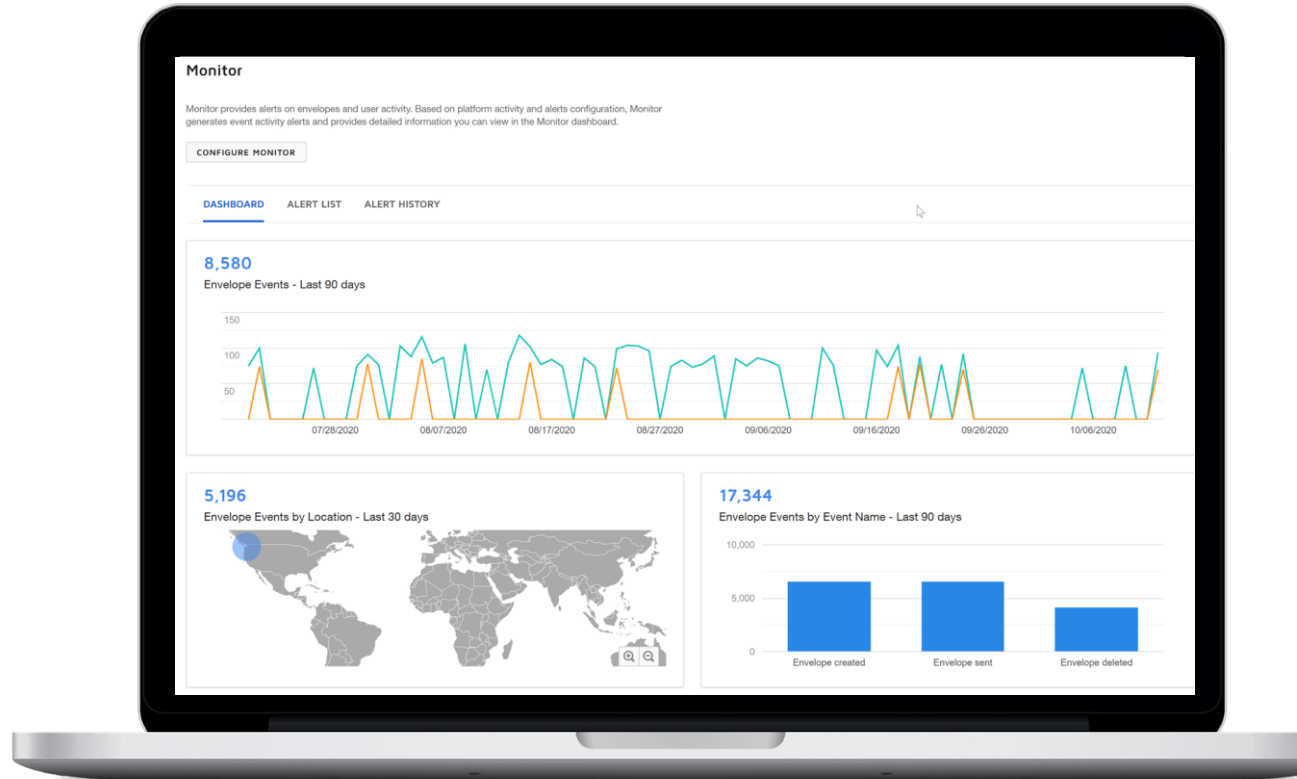 Monitor
Monitor provides alerts on envelopes and user activity. Based on platform activity and alerts configuration, Monitor
generates event activity alerts and provides detailed information you can view in the Monitor dashboard.
CONFIGURE MONITOR
DASHBOARD ALERT LIST ALERT HISTORY
8,580
Envelope Events - Last 90 days
150
100
50
07/28/2020 08/07/2020 08/17/2020 08/27/2020 09/06/2020 09/16/2020 09/26/2020 10/06/2020
5,196
Envelope Events by Location - Last 30 days
17,344
Envelope Events by Event Name - Last 90 days
10,000
5,000
0
Envelope created Envelope sent Envelope deleted